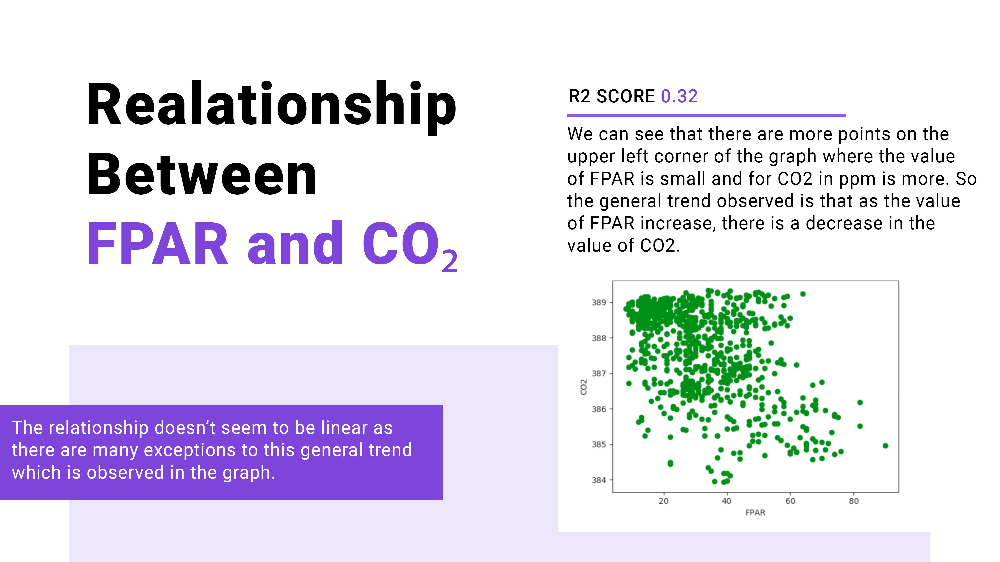 Realationship
Between
FPAR and CO₂
R2 SCORE 0.32
We can see that there are more points on the
upper left corner of the graph where the value
of FPAR is small and for CO2 in ppm is more. So
the general trend observed is that as the value
of FPAR increase, there is a decrease in the
value of CO2.
The relationship doesn’t seem to be linear as
there are many exceptions to this general trend
which is observed in the graph.
389
388
387
386
385
384
CO2
20 40 60 80
FPAR